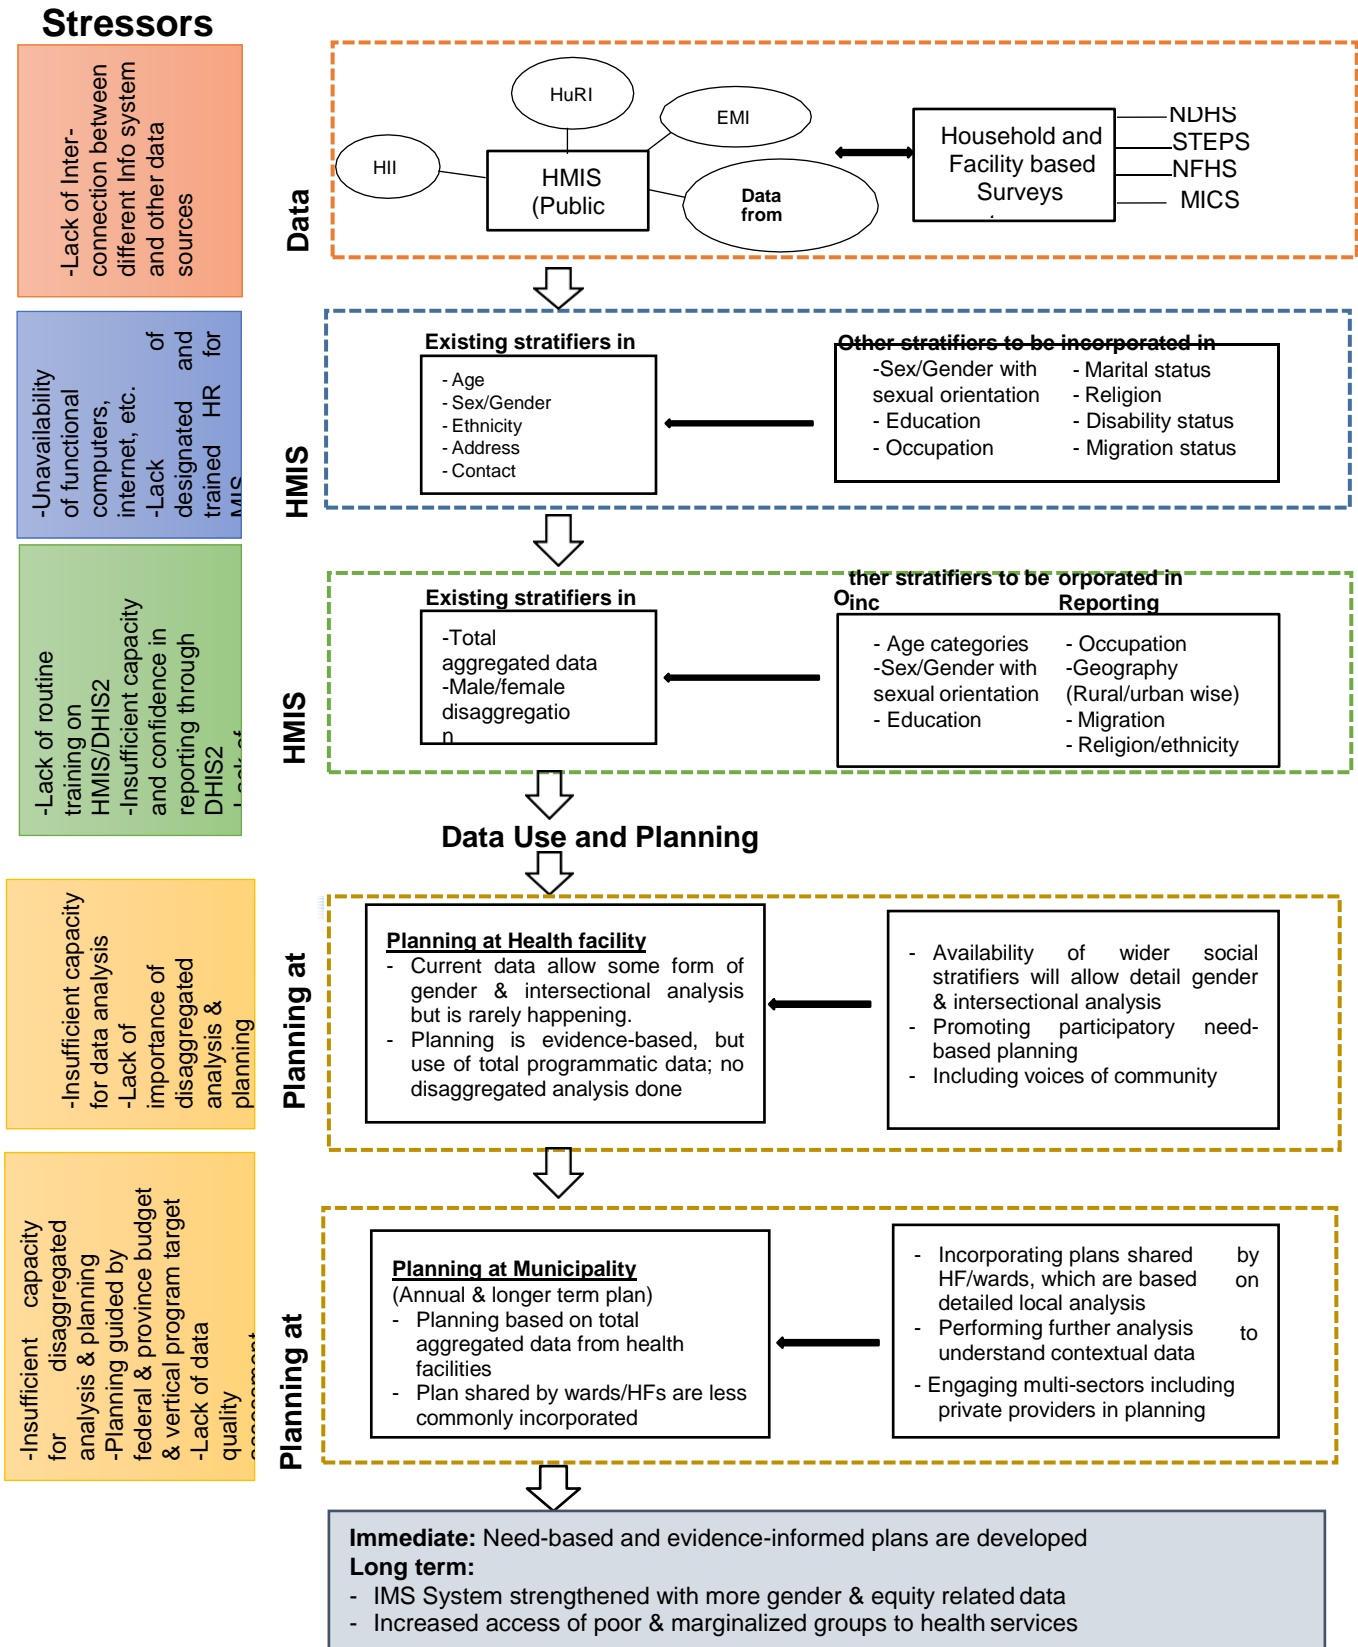 Stressors
-Lack of Inter-
connection between
different Info system
and other data
sources
Data
HuRI
EMI
HII
HMIS
(Public
Data
from
Household and
Facility based
Surveys
NDHS
STEPS
NFHS
MICS
-Unavailability
of functional
computers,
internet, etc.
-Lack of
designated and
trained HR for
MIS
HMIS
Existing stratifiers in
- Age
- Sex/Gender
- Ethnicity
- Address
- Contact
Other stratifiers to be incorporated in
-Sex/Gender with
sexual orientation
- Education
- Occupation
- Marital status
- Religion
- Disability status
- Migration status
-Lack of routine
training on
HMIS/DHIS2
-Insufficient capacity
and confidence in
reporting through
DHIS2
-Lack of
HMIS
Existing stratifiers in
-Total
aggregated data
-Male/female
disaggregatio
n
ther stratifiers to be orporated in
Oinc Reporting
- Age categories
-Sex/Gender with
sexual orientation
- Education
- Occupation
-Geography
(Rural/urban wise)
- Migration
- Religion/ethnicity
Data Use and Planning
-Insufficient capacity
for data analysis
-Lack of
importance of
disaggregated
analysis &
planning
Planning at
Planning at Health facility
- Current data allow some form of
gender & intersectional analysis
but is rarely happening.
- Planning is evidence-based, but
use of total programmatic data; no
disaggregated analysis done
- Availability of wider social
stratifiers will allow detail gender
& intersectional analysis
- Promoting participatory need-
based planning
- Including voices of community
-Insufficient capacity
for disaggregated
analysis & planning
-Planning guided by
federal & province budget
& vertical program target
-Lack of data
quality
assessment
Planning at
Planning at Municipality
(Annual & longer term plan)
- Planning based on total
aggregated data from health
facilities
- Plan shared by wards/HFs are less
commonly incorporated
- Incorporating plans shared by
HF/wards, which are based on
detailed local analysis
- Performing further analysis to
understand contextual data
- Engaging multi-sectors including
private providers in planning
Immediate: Need-based and evidence-informed plans are developed
Long term:
- IMS System strengthened with more gender & equity related data
- Increased access of poor & marginalized groups to health services